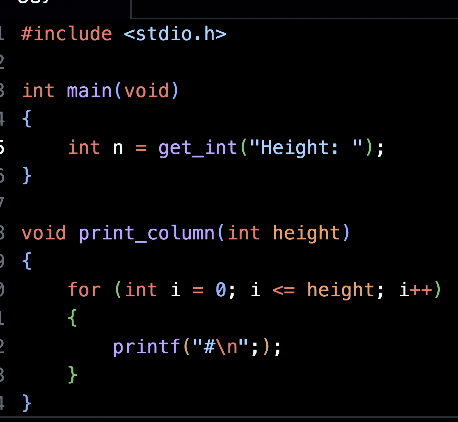 1 #include <stdio.h>
2
3 int main(void)
4 {
5     int n = get_int("Height: ");
6 }
7
8 void print_column(int height)
9 {
0     for (int i = 0; i <= height; i++)
1     {
2         printf("#\n";);
3     }
4 }